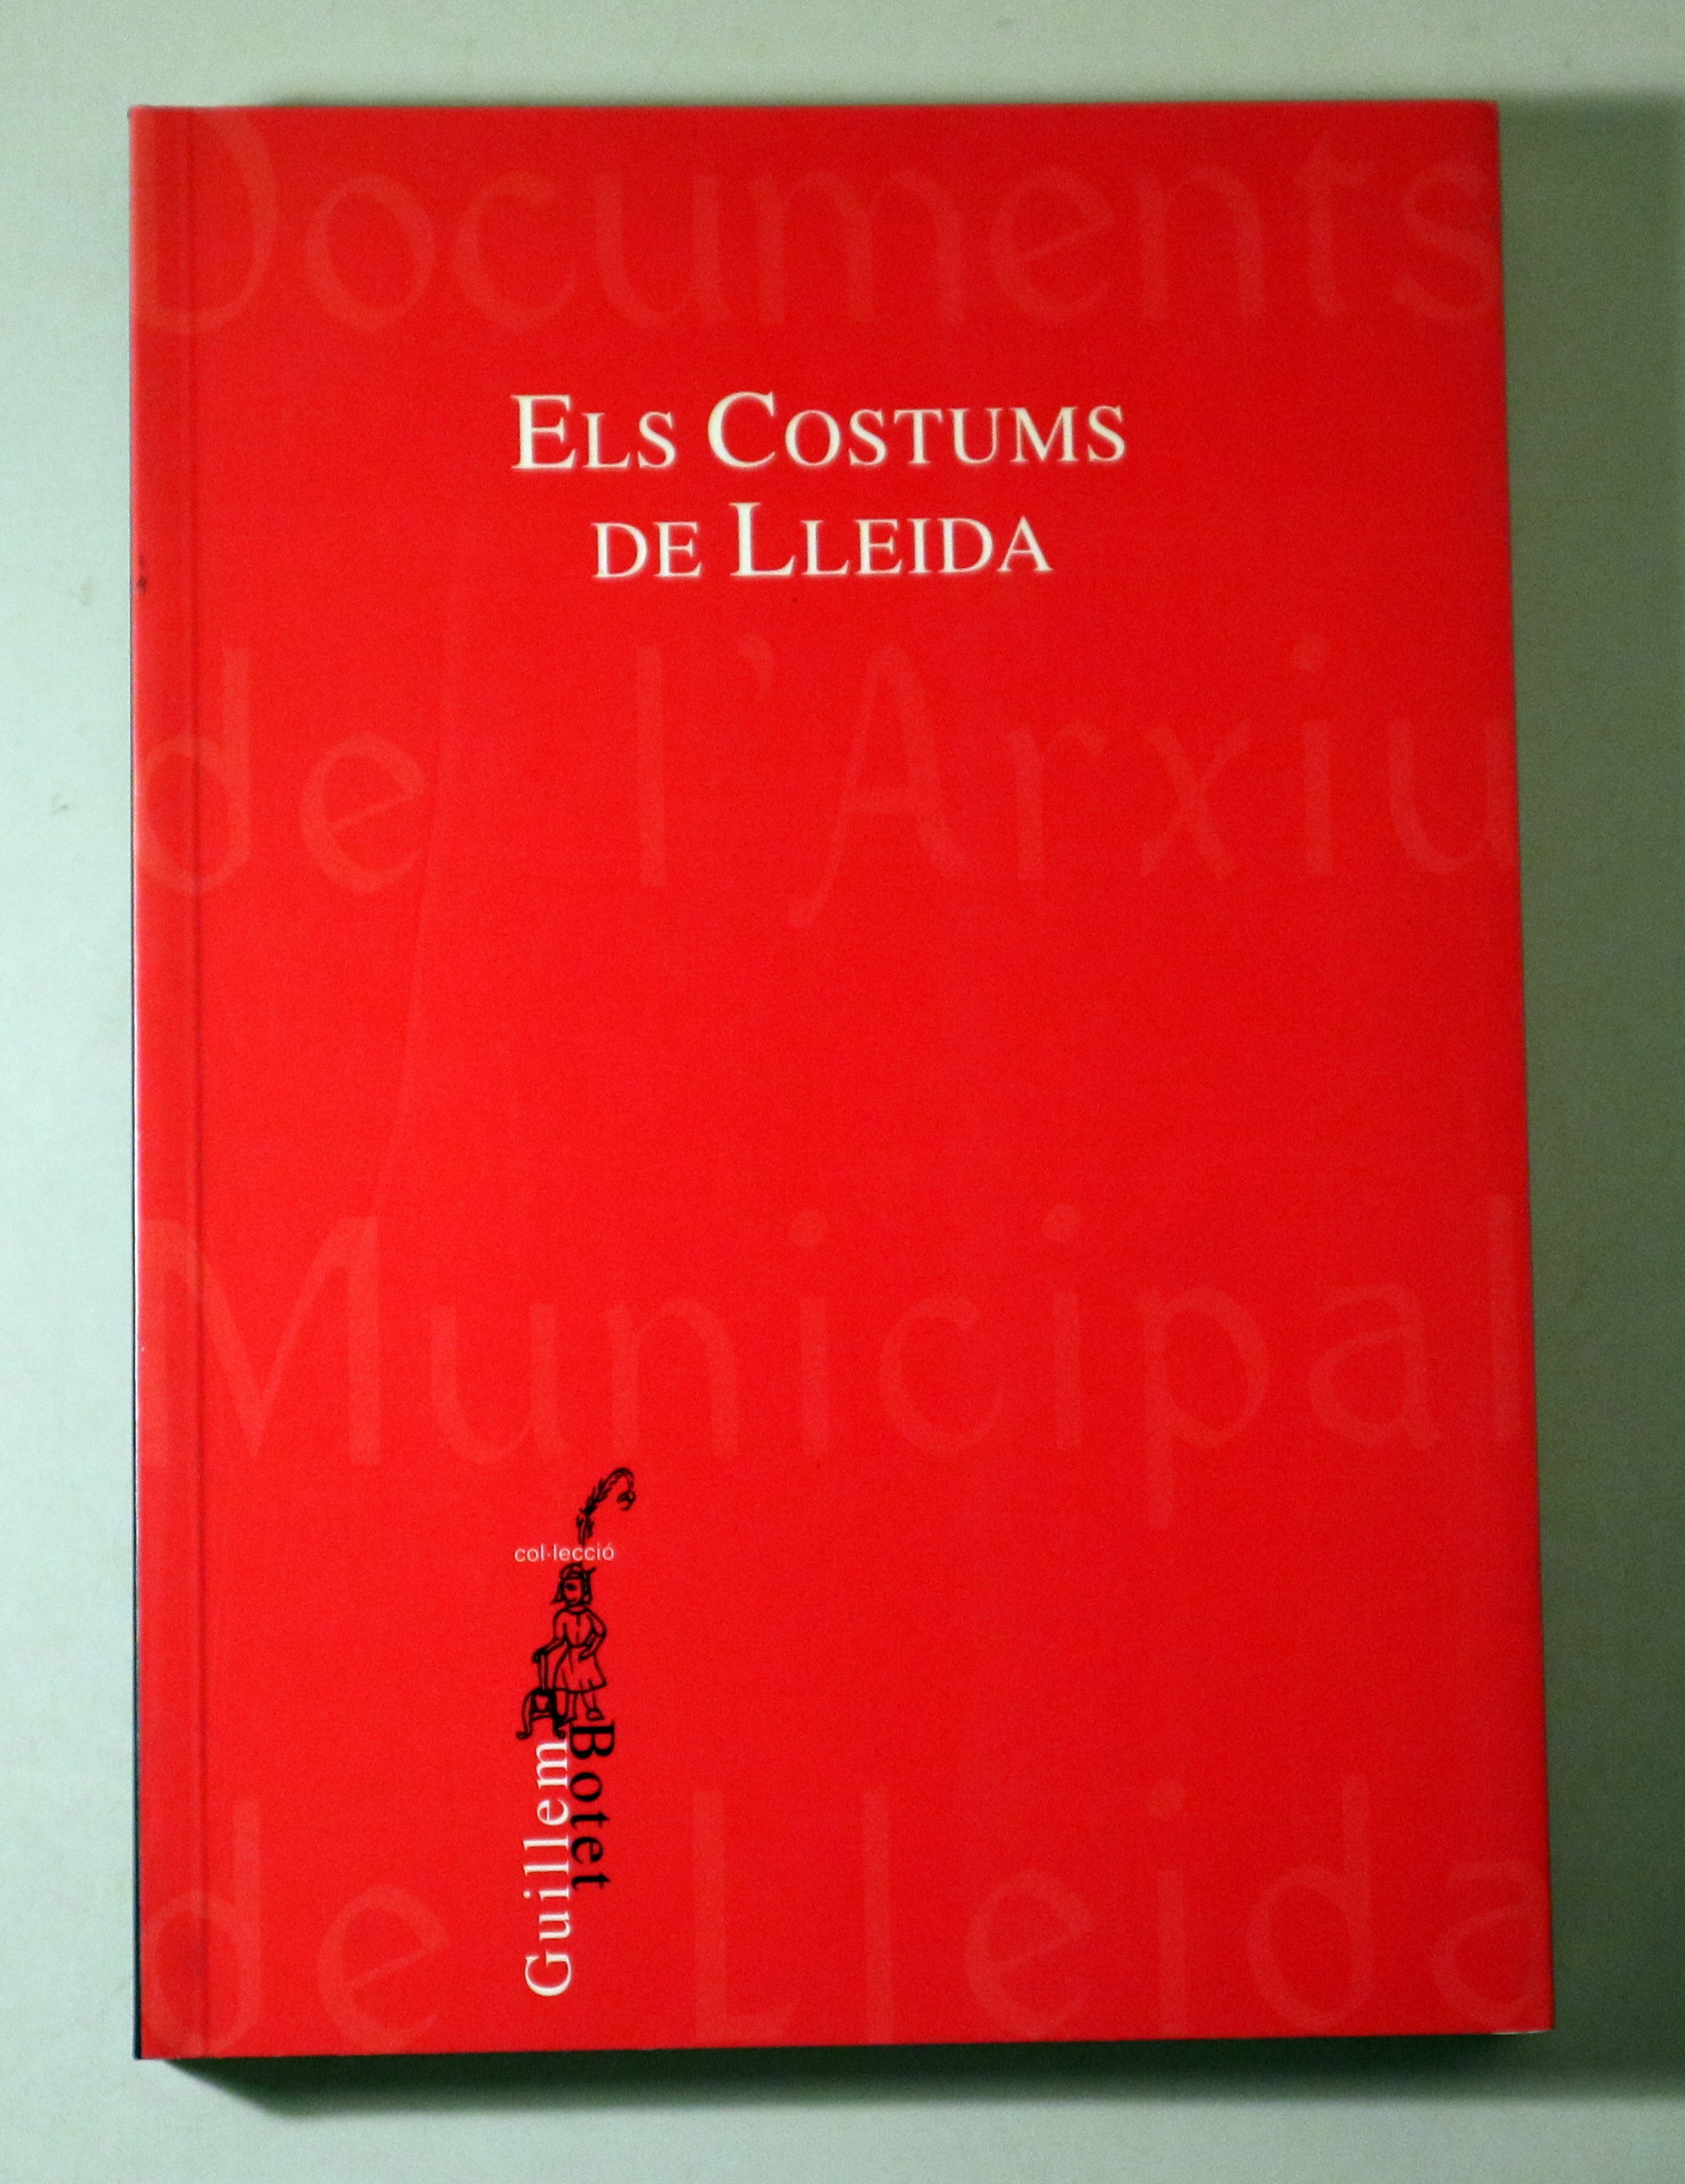 Documents
ELS COSTUMS
DE LLEIDA
de l'Arxiu
Municipal
col·lecció
Guillem
Botet
de Lleida